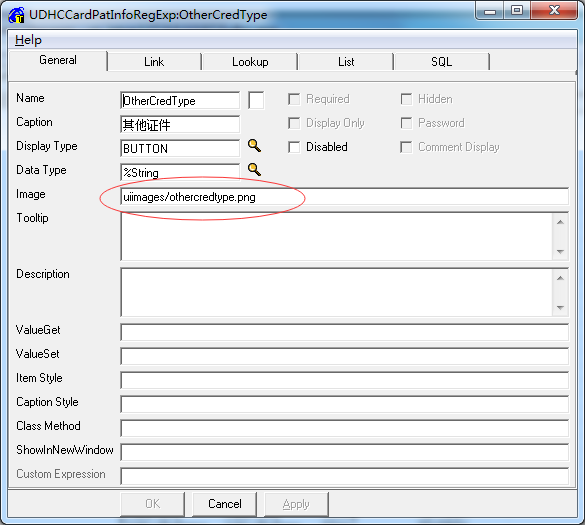 UDHCCardPatInfoRegExp:OtherCredType
Help
General Link Lookup List SQL
Name OtherCredType Required Hidden
Caption 其他证件 Display Only Password
Display Type BUTTON Disabled Comment Display
Data Type %String
Image uiimages/othercredtype.png
Tooltip
Description
ValueGet
ValueSet
Item Style
Caption Style
Class Method
ShowInNewWindow
Custom Expression
OK Cancel Apply